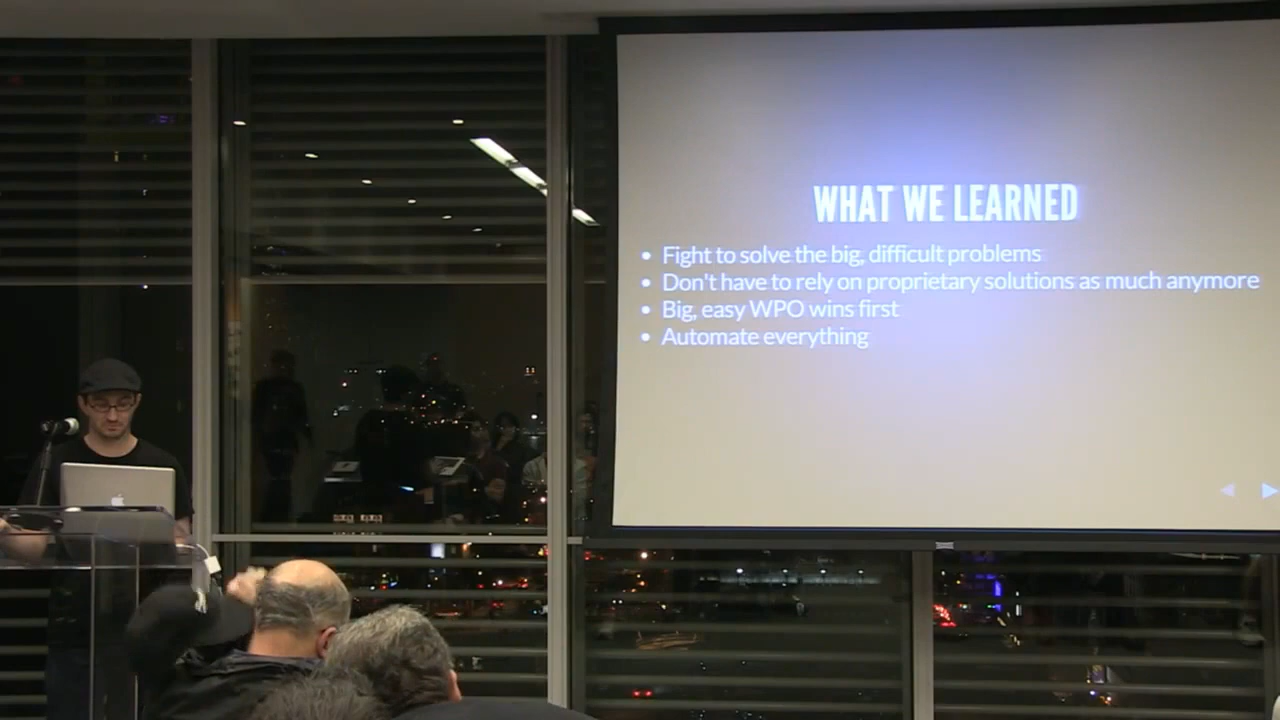 WHAT WE LEARNED
• Fight to solve the big, difficult problems
• Don't have to rely on proprietary solutions as much anymore
• Big, easy WPO wins first
• Automate everything